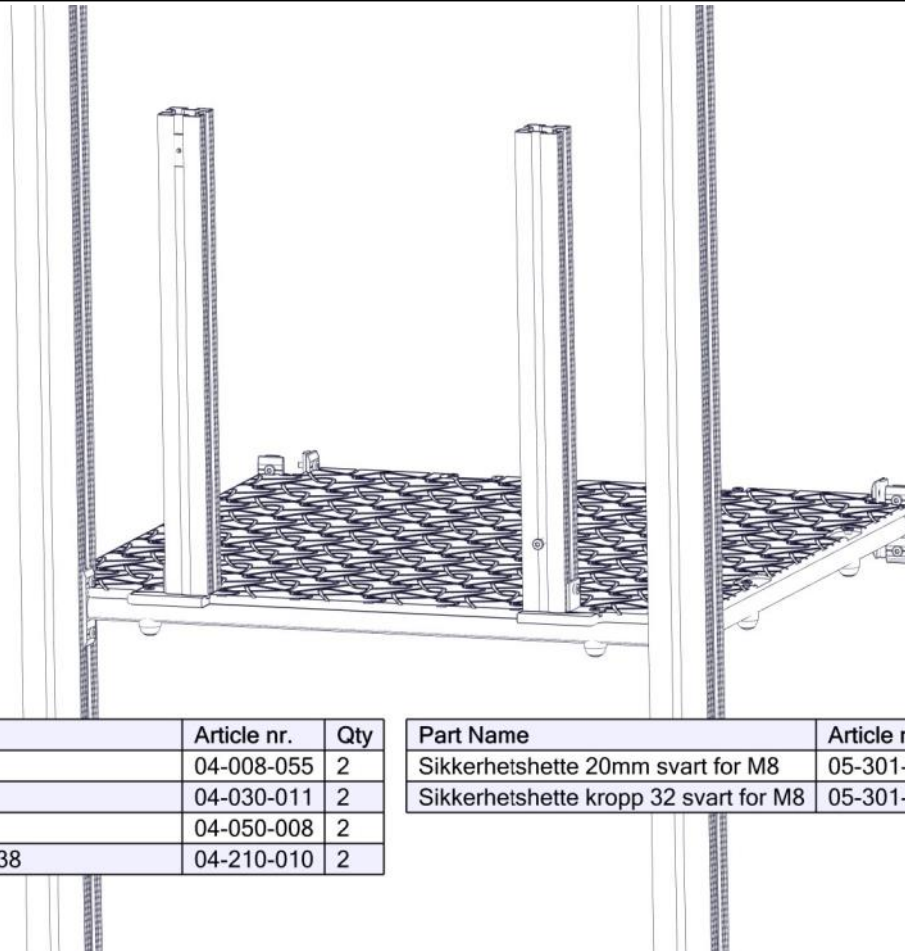 Article nr. Qty
04-008-055 2
04-030-011 2
04-050-008 2
38 04-210-010 2
Part Name Article
Sikkerhetshette 20mm svart for M8 05-301-
Sikkerhetshette kropp 32 svart for M8 05-301-